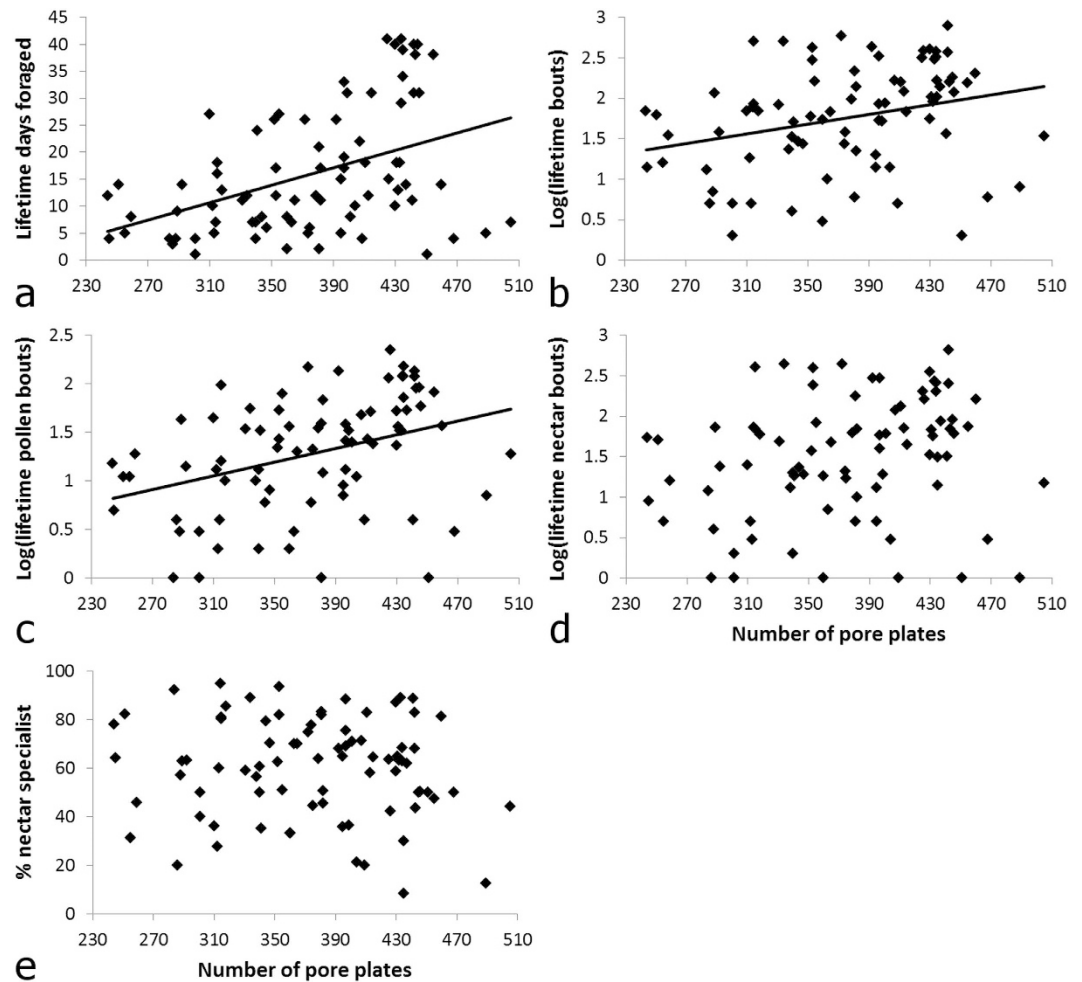 Lifetime days foraged
45
40
35
30
25
20
15
10
5
0
230 270 310 350 390 430 470 510
a
Log(lifetime bouts)
3
2.5
2
1.5
1
0.5
0
230 270 310 350 390 430 470 510
b
Log(lifetime pollen bouts)
2.5
2
1.5
1
0.5
0
230 270 310 350 390 430 470 510
c
Log(lifetime nectar bouts)
3
2.5
2
1.5
1
0.5
0
230 270 310 350 390 430 470 510
d
Number of pore plates
% nectar specialist
100
80
60
40
20
0
230 270 310 350 390 430 470 510
e
Number of pore plates